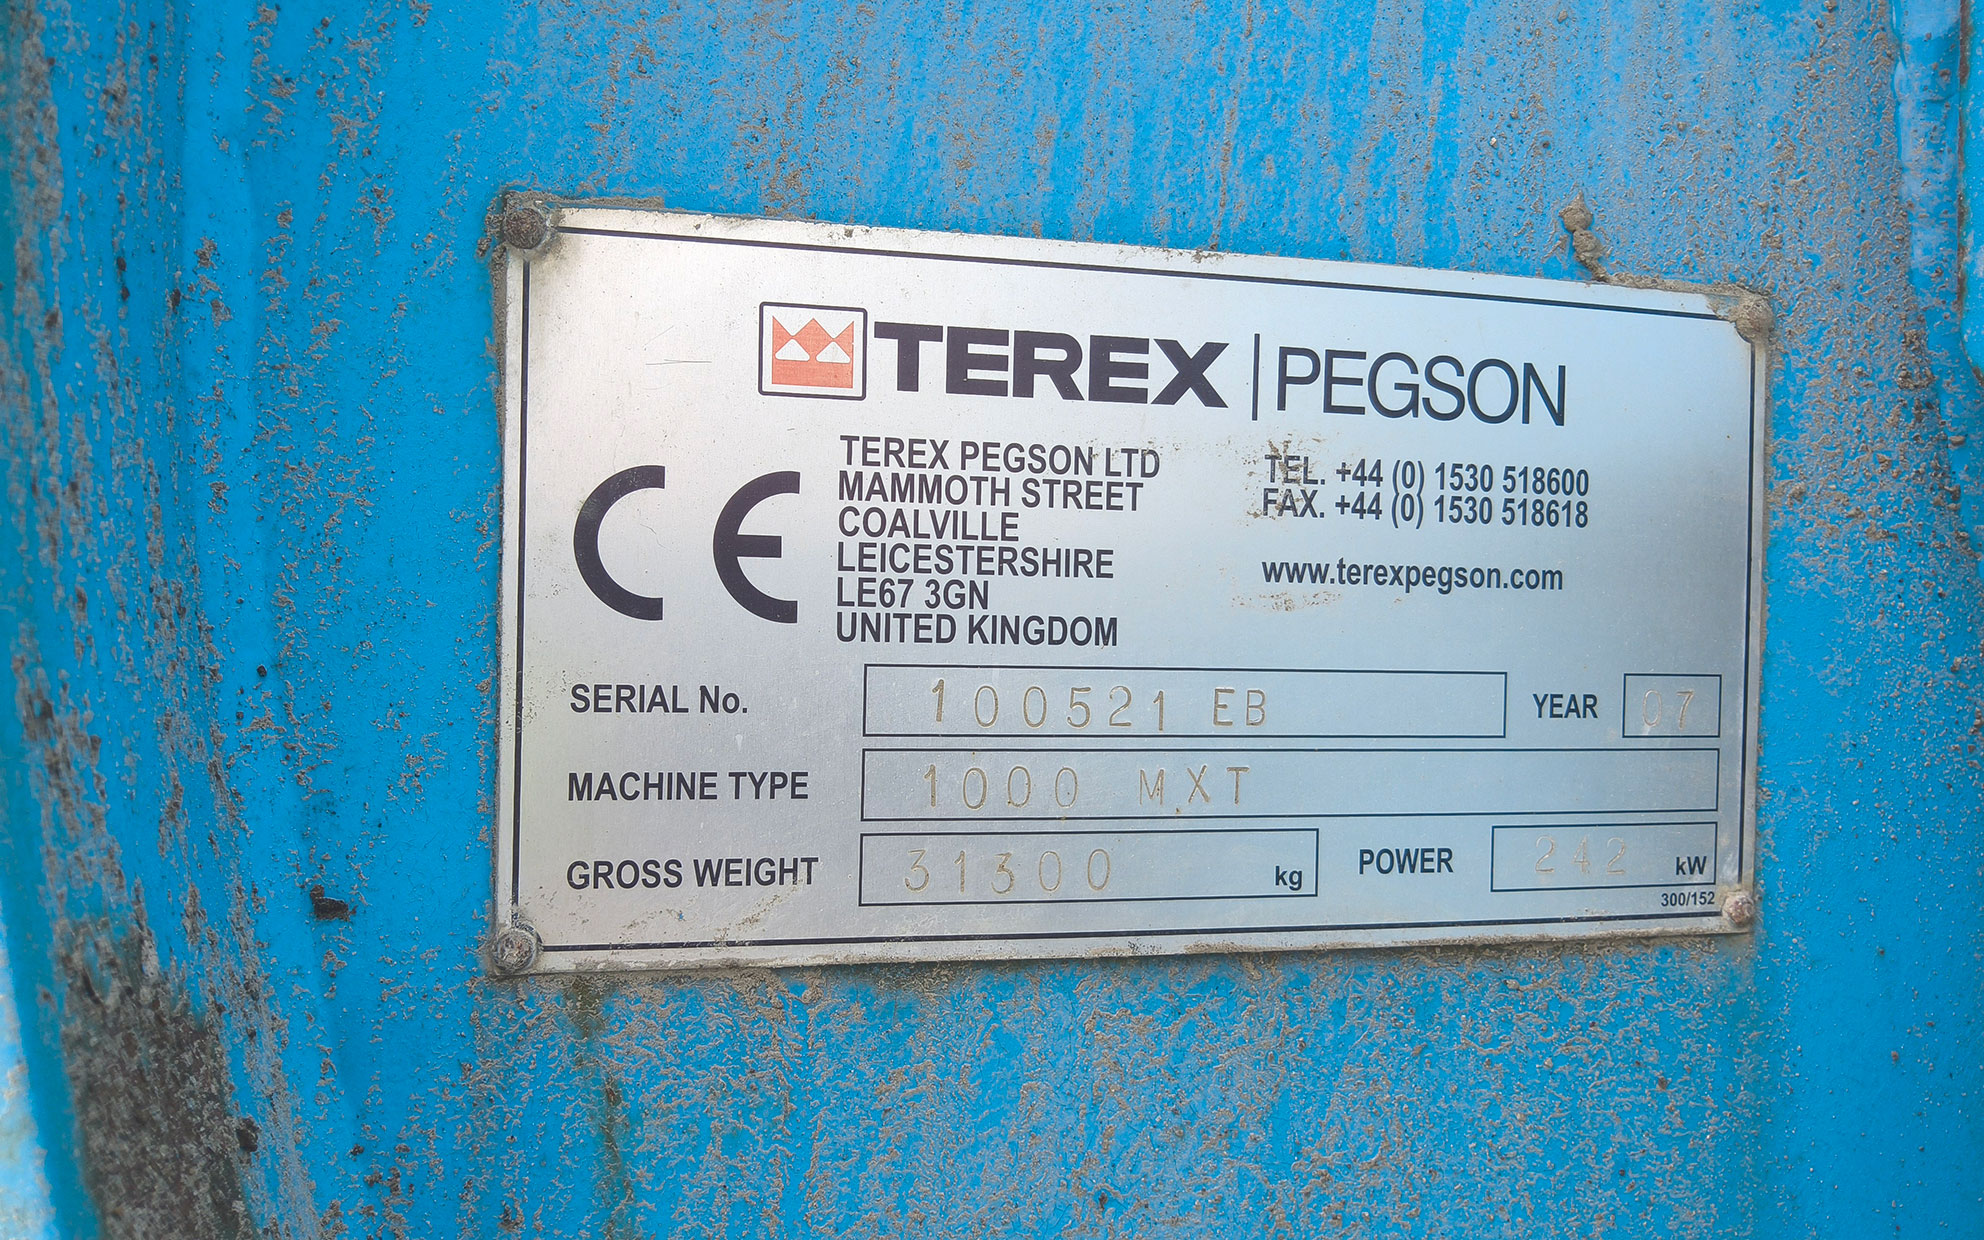 TEREX | PEGSON
CE
TEREX PEGSON LTD
MAMMOTH STREET
COALVILLE
LEICESTERSHIRE
LE67 3GN
UNITED KINGDOM
TEL. +44 (0) 1530 518600
FAX. +44 (0) 1530 518618
www.terexpegson.com
SERIAL No. 100521 EB YEAR 07
MACHINE TYPE 1000 MXT
GROSS WEIGHT 31300 kg POWER 242 kW
300/152